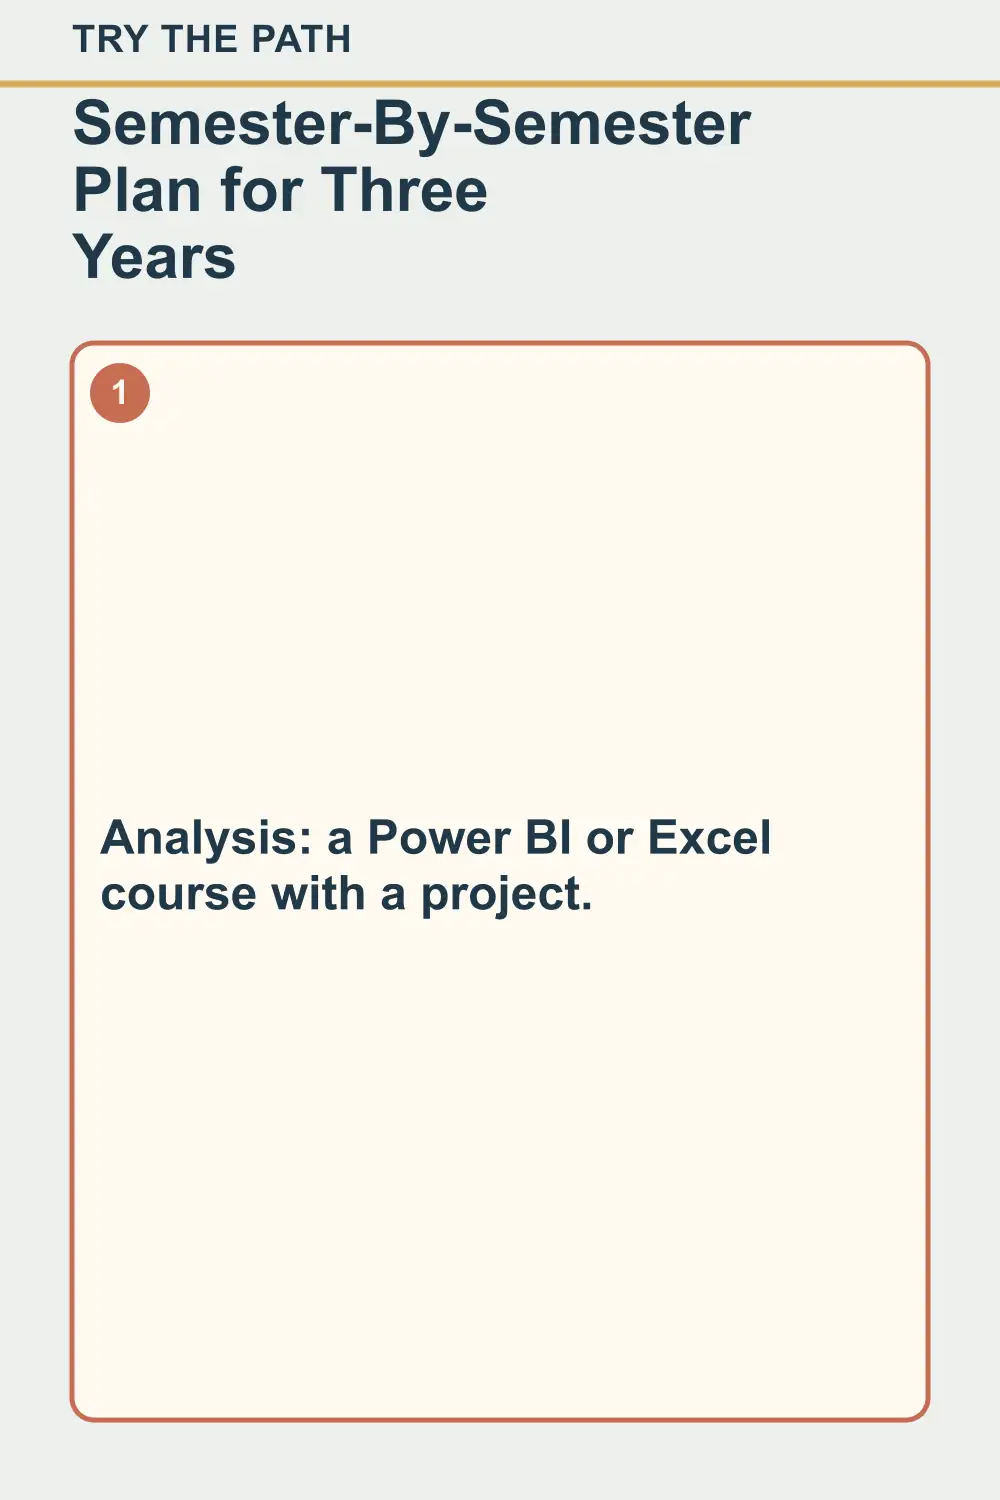 TRY THE PATH
Semester-By-Semester
Plan for Three
Years
1
Analysis: a Power BI or Excel
course with a project.